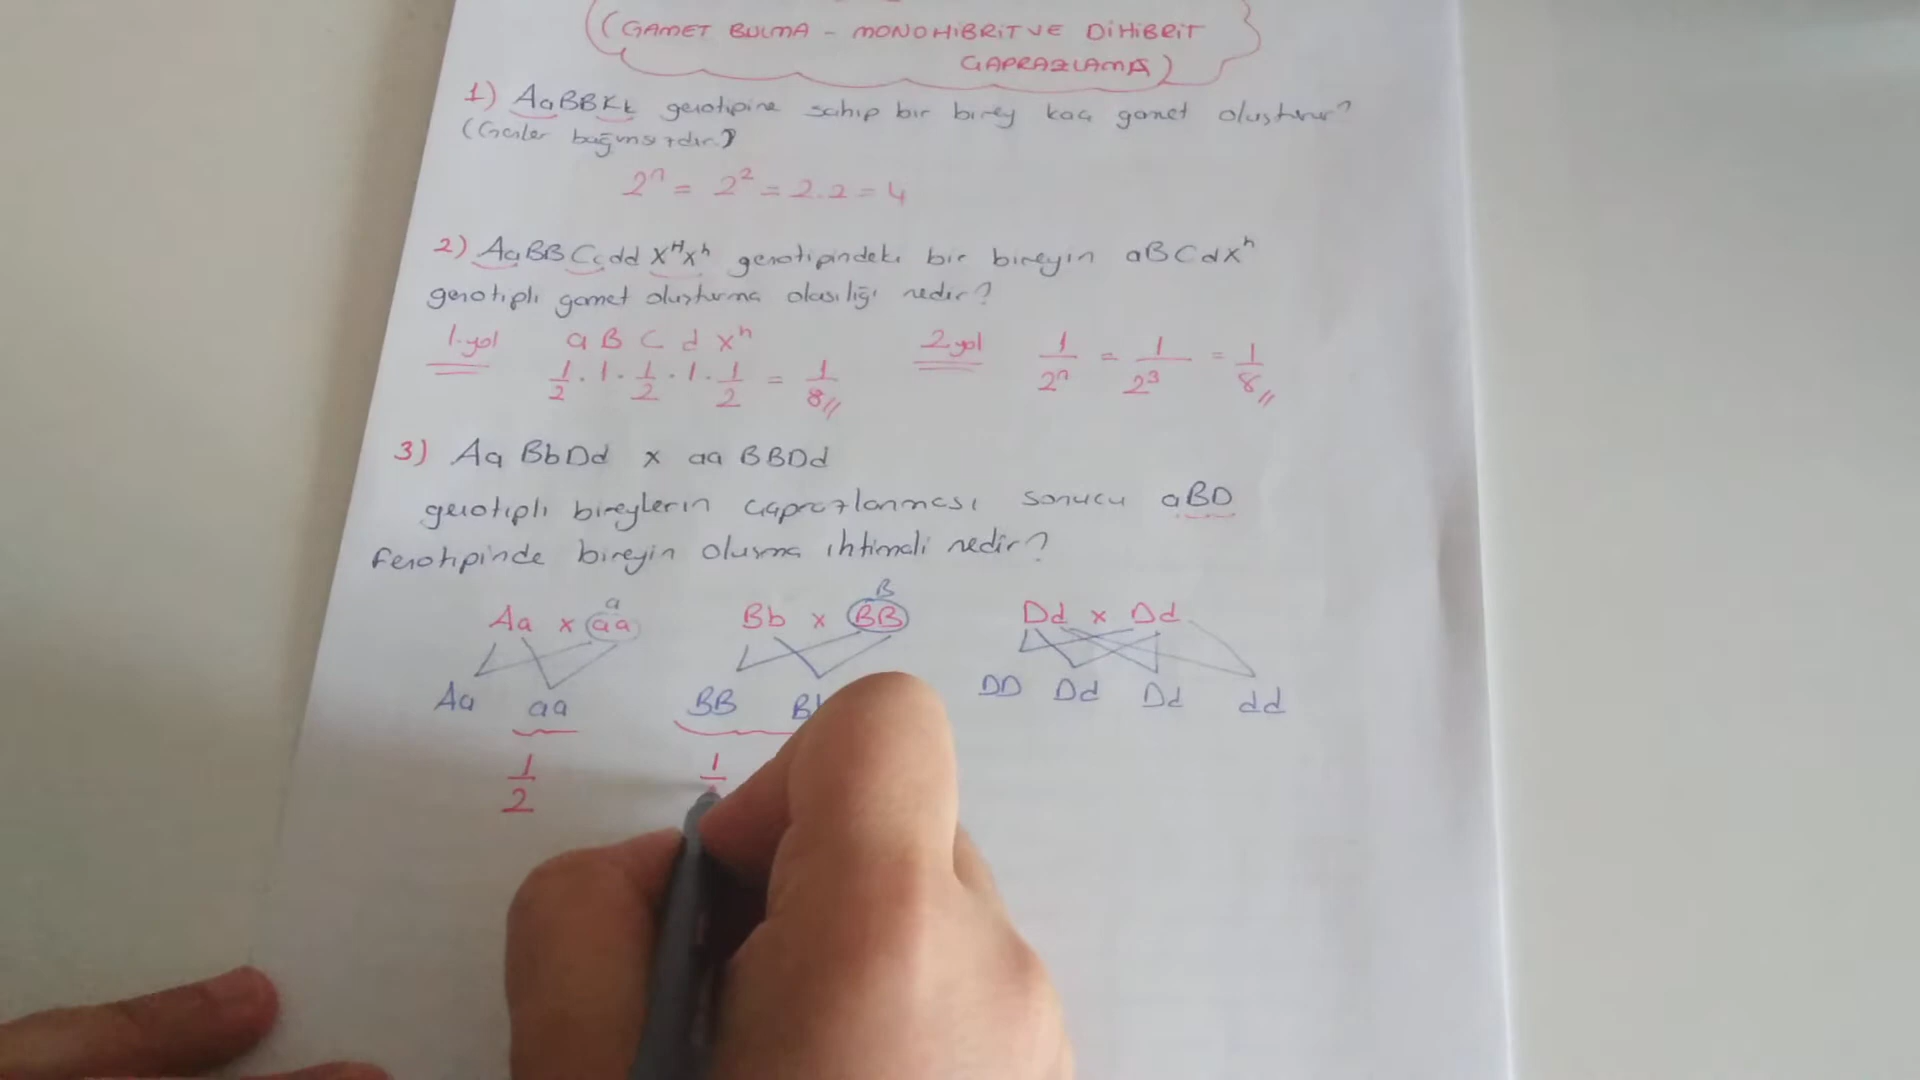 (GAMET BULMA - MONOHİBRİT VE DİHİBRİT
ÇAPRAZLAMA)
1) AaBBKk genotipine sahip bir birey kaç gamet oluşturur?
(Genler bağımsızdır.)
2ⁿ = 2² = 2.2 = 4
2) AaBBCcdd XᴴXʰ genotipindeki bir bireyin aBCdXʰ
genotipli gamet oluşturma olasılığı nedir?
1.yol a B C d Xʰ
1/2 . 1 . 1/2 . 1 . 1/2 = 1/8
2.yol 1/2ⁿ = 1/2³ = 1/8
3) Aa BbDd x aa BBDd
genotipli bireylerin çaprazlanması sonucu aBD
fenotipinde bireyin oluşma ihtimali nedir?
a B
Aa x aa Bb x BB Dd x Dd
Aa aa BB DD Dd Dd dd
1/2 1